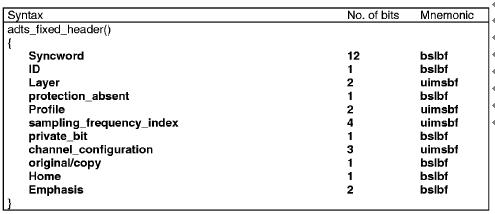 Syntax No. of bits Mnemonic
adts_fixed_header()
{
Syncword 12 bslbf
ID 1 bslbf
Layer 2 uimsbf
protection_absent 1 bslbf
Profile 2 uimsbf
sampling_frequency_index 4 uimsbf
private_bit 1 bslbf
channel_configuration 3 uimsbf
original/copy 1 bslbf
Home 1 bslbf
Emphasis 2 bslbf
}